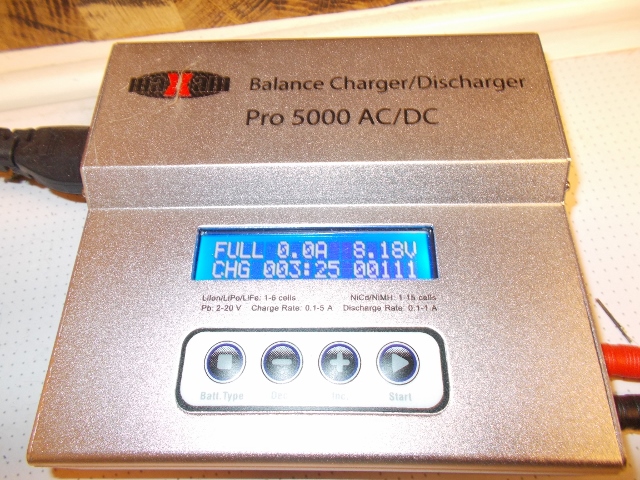 Balance Charger/Discharger
Pro 5000 AC/DC
FULL 0.0A 8.18V
CHG 003:25 00111
LiIon/LiPo/LiFe: 1-6 cells NiCd/NiMH: 1-15 cells
Pb: 2-20 V Charge Rate: 0.1-5 A Discharge Rate: 0.1-1 A
Batt.Type Dec. Inc. Start